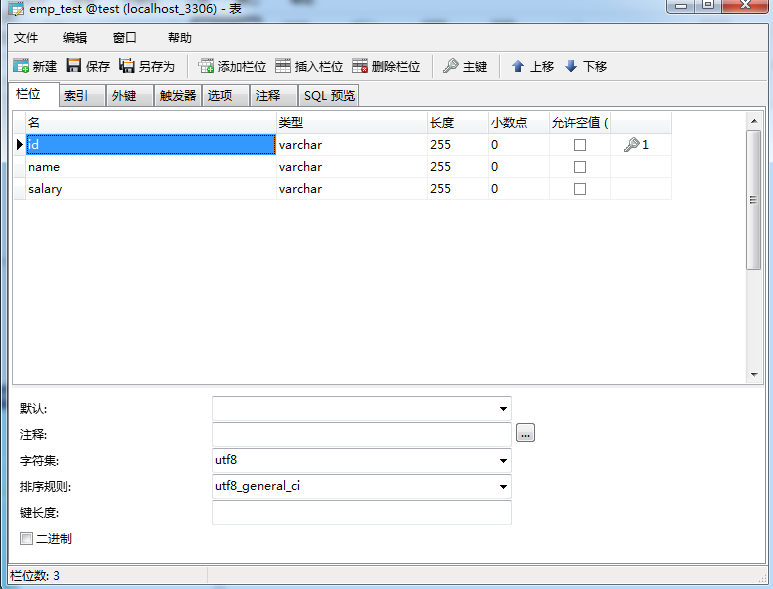 emp_test @test (localhost_3306) - 表
文件 编辑 窗口 帮助
新建 保存 另存为 添加栏位 插入栏位 删除栏位 主键 上移 下移
栏位 索引 外键 触发器 选项 注释 SQL 预览
名 类型 长度 小数点 允许空值 (
id varchar 255 0 1
name varchar 255 0
salary varchar 255 0
默认:
注释: ...
字符集: utf8
排序规则: utf8_general_ci
键长度:
二进制
栏位数: 3